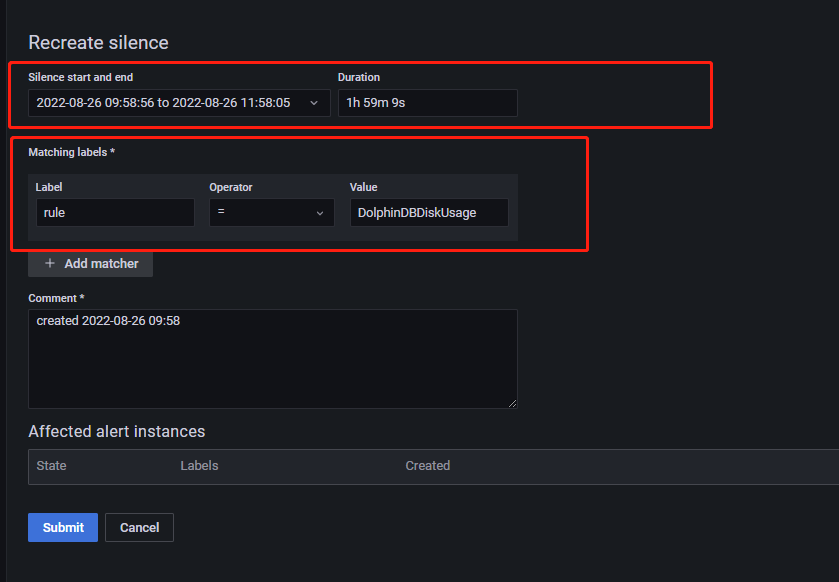 Recreate silence
Silence start and end Duration
2022-08-26 09:58:56 to 2022-08-26 11:58:05 1h 59m 9s
Matching labels *
Label Operator Value
rule = DolphinDBDiskUsage
+ Add matcher
Comment *
created 2022-08-26 09:58
Affected alert instances
State Labels Created
Submit Cancel